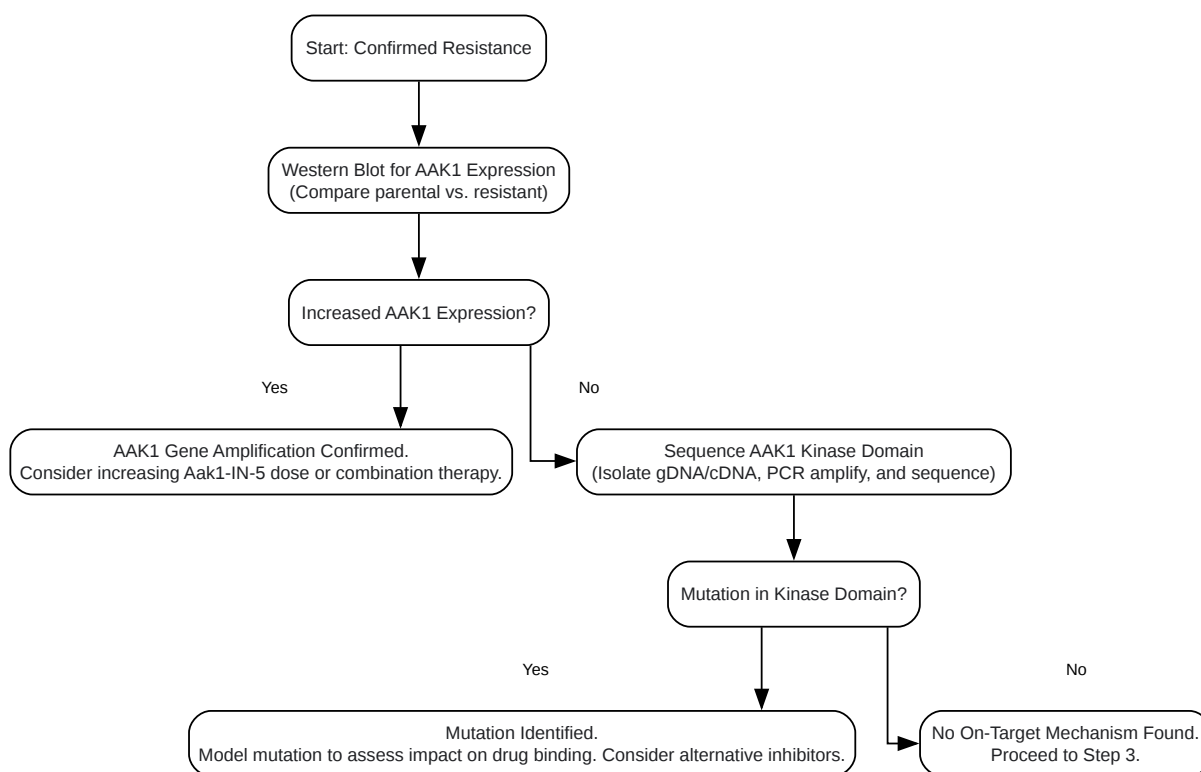 Start: Confirmed Resistance
Western Blot for AAK1 Expression
(Compare parental vs. resistant)
Increased AAK1 Expression?
Yes
No
AAK1 Gene Amplification Confirmed.
Consider increasing Aak1-IN-5 dose or combination therapy.
Sequence AAK1 Kinase Domain
(Isolate gDNA/cDNA, PCR amplify, and sequence)
Mutation in Kinase Domain?
Yes
No
Mutation Identified.
Model mutation to assess impact on drug binding. Consider alternative inhibitors.
No On-Target Mechanism Found.
Proceed to Step 3.